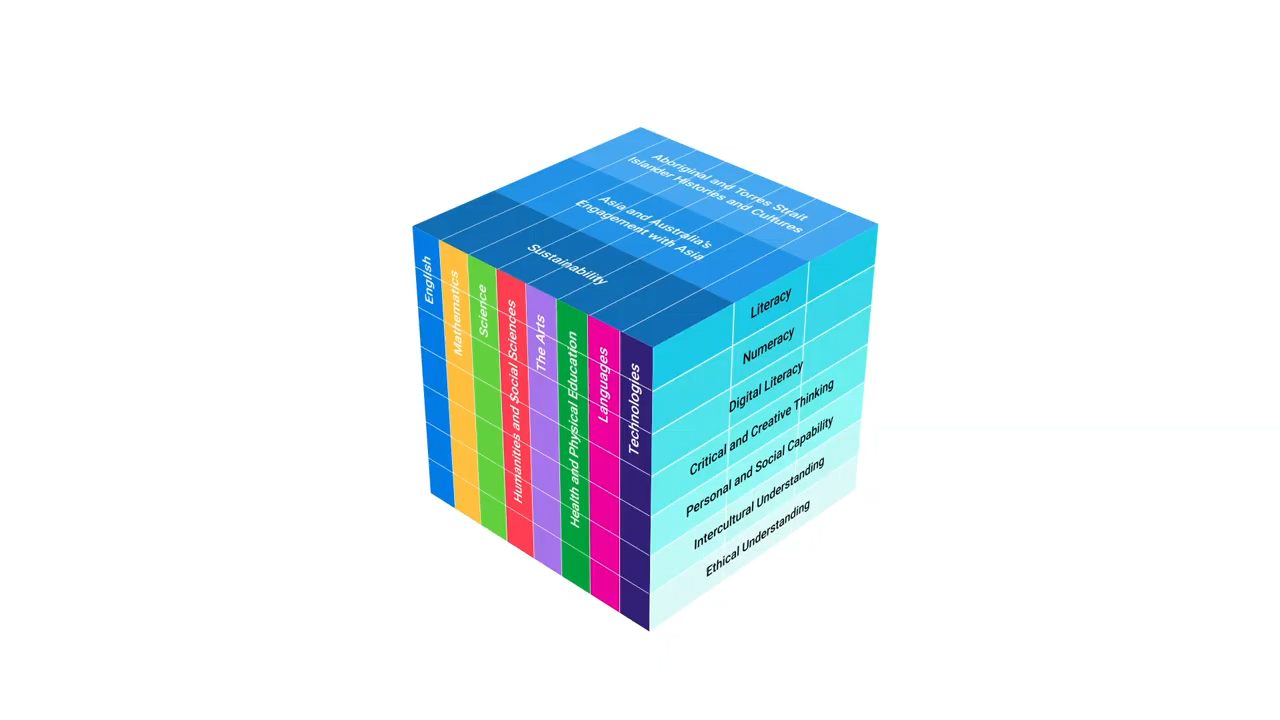 Aboriginal and Torres Strait
Islander Histories and Cultures
Asia and Australia's
Engagement with Asia
Sustainability
English
Mathematics
Science
Humanities and Social Sciences
The Arts
Health and Physical Education
Languages
Technologies
Literacy
Numeracy
Digital Literacy
Critical and Creative Thinking
Personal and Social Capability
Intercultural Understanding
Ethical Understanding